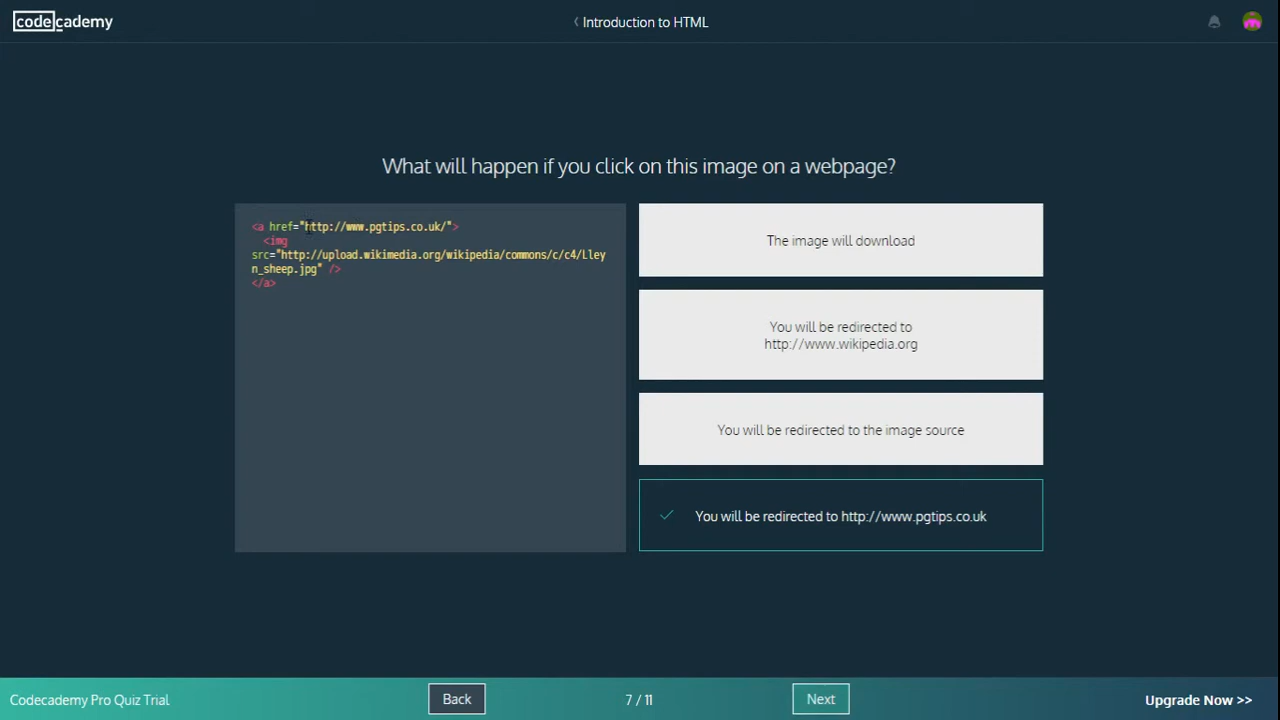 codecademy
Introduction to HTML
What will happen if you click on this image on a webpage?
<a href="http://www.pgtips.co.uk/">
<img
src="http://upload.wikimedia.org/wikipedia/commons/c/c4/Lley
n_sheep.jpg" />
</a>
The image will download
You will be redirected to
http://www.wikipedia.org
You will be redirected to the image source
You will be redirected to http://www.pgtips.co.uk
Codecademy Pro Quiz Trial
Back
7 / 11
Next
Upgrade Now >>